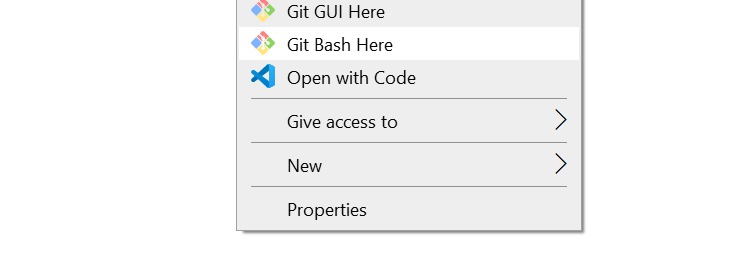 Git GUI Here
Git Bash Here
Open with Code
Give access to
New
Properties